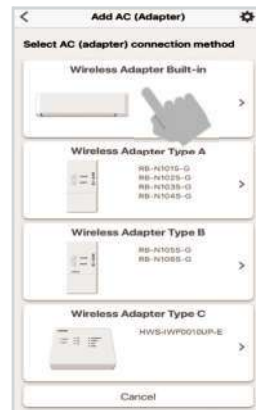 Add AC (Adapter)
Select AC (adapter) connection method
Wireless Adapter Built-in
Wireless Adapter Type A
RB-N101S-G
RB-N102S-G
RB-N103S-G
RB-N104S-G
Wireless Adapter Type B
RB-N105S-G
RB-N106S-G
Wireless Adapter Type C
HWS-IWP0010UP-E
Cancel